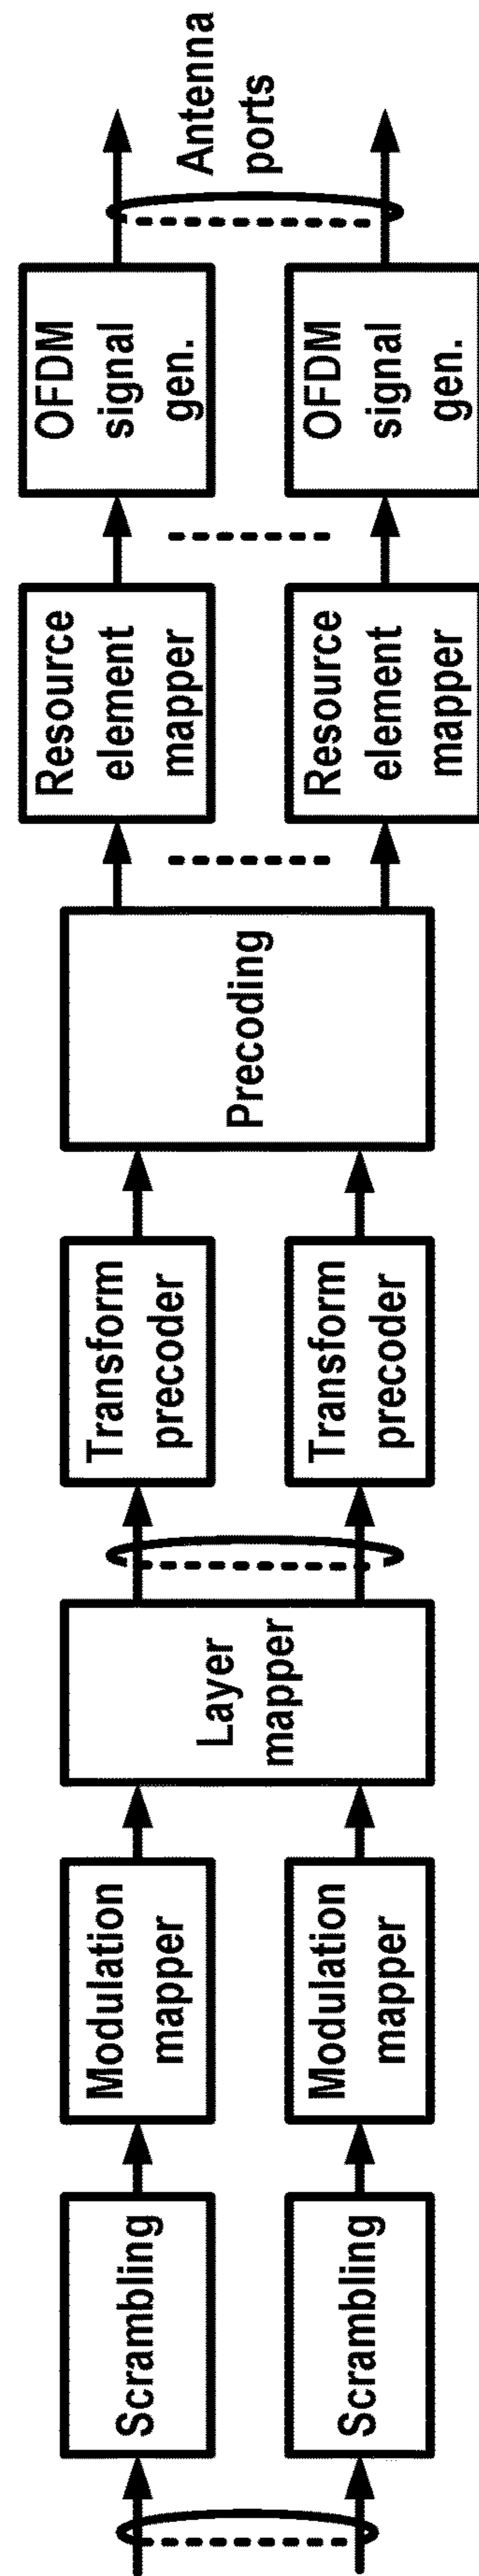 Scrambling
Modulation
mapper
Layer
mapper
Transform
precoder
Precoding
Resource
element
mapper
OFDM
signal
gen.
Antenna
ports
Scrambling
Modulation
mapper
Transform
precoder
Resource
element
mapper
OFDM
signal
gen.